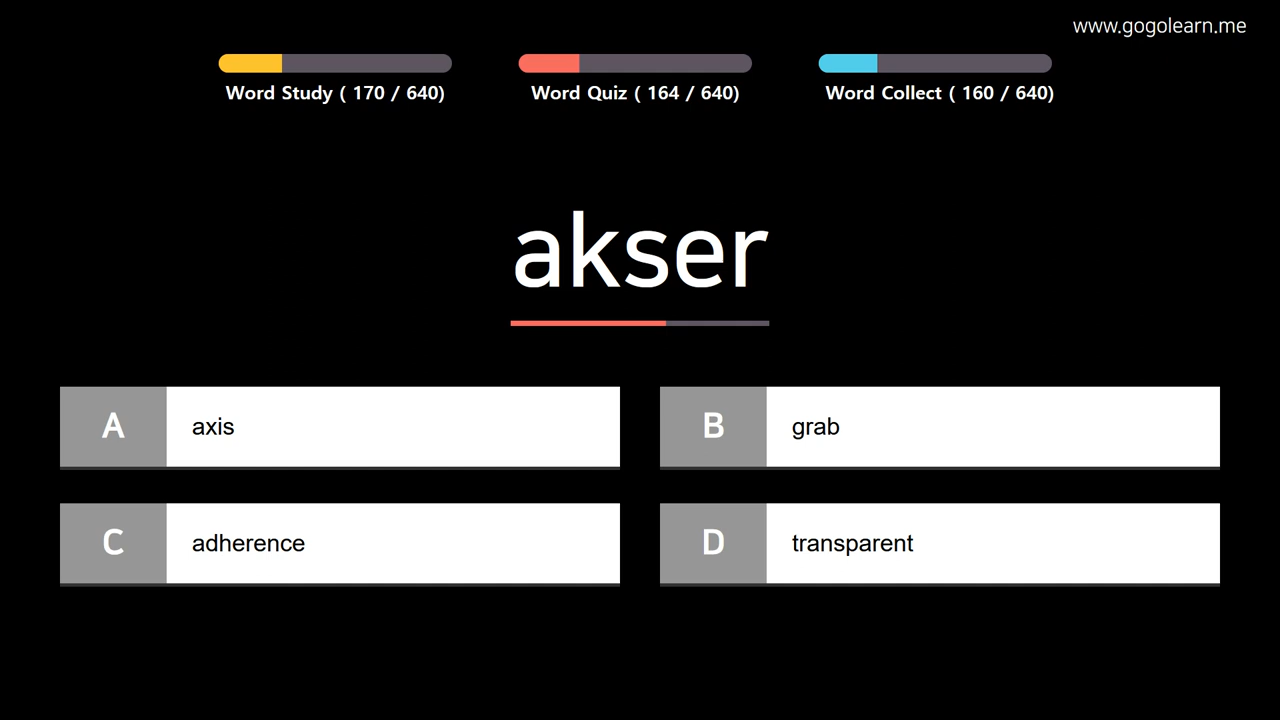 www.gogolearn.me
Word Study ( 170 / 640)
Word Quiz ( 164 / 640)
Word Collect ( 160 / 640)
akser
A axis
B grab
C adherence
D transparent